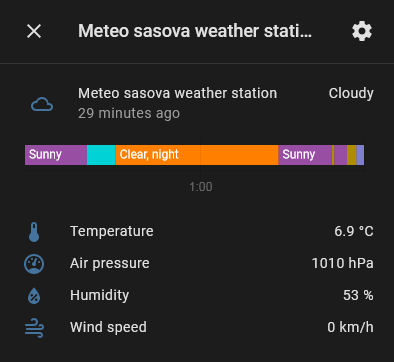 Meteo sasova weather stati...
Meteo sasova weather station Cloudy
29 minutes ago
Sunny Clear, night Sunny
1:00
Temperature 6.9 °C
Air pressure 1010 hPa
Humidity 53 %
Wind speed 0 km/h